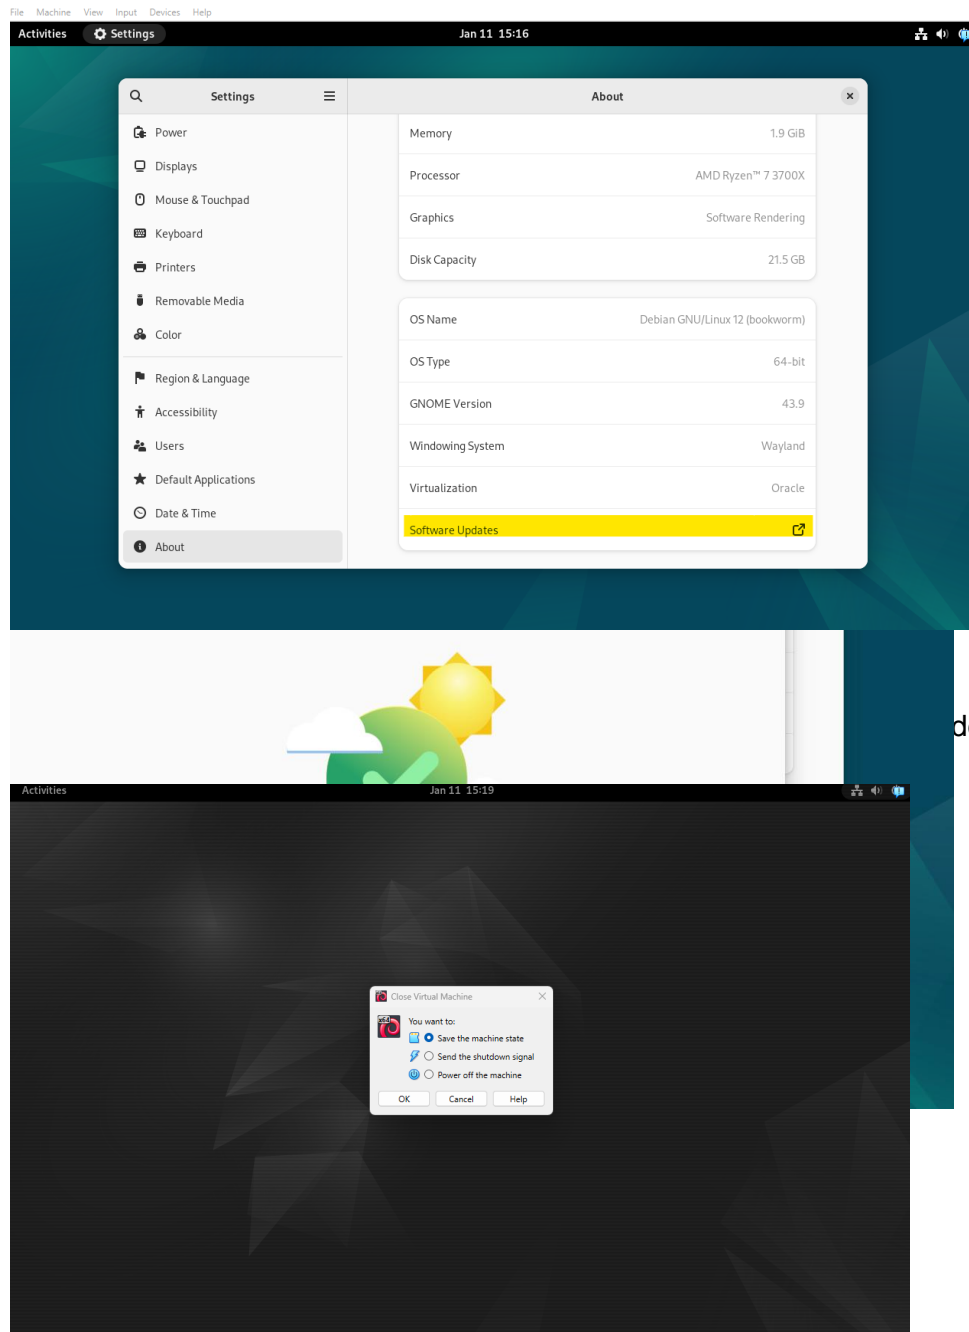 File Machine View Input Devices Help
Activities Settings Jan 11 15:16
Settings About
Power
Displays
Mouse & Touchpad
Keyboard
Printers
Removable Media
Color
Region & Language
Accessibility
Users
Default Applications
Date & Time
About
Memory 1.9 GiB
Processor AMD Ryzen™ 7 3700X
Graphics Software Rendering
Disk Capacity 21.5 GB
OS Name Debian GNU/Linux 12 (bookworm)
OS Type 64-bit
GNOME Version 43.9
Windowing System Wayland
Virtualization Oracle
Software Updates
Activities Jan 11 15:19
Close Virtual Machine
x64
You want to:
Save the machine state
Send the shutdown signal
Power off the machine
OK Cancel Help